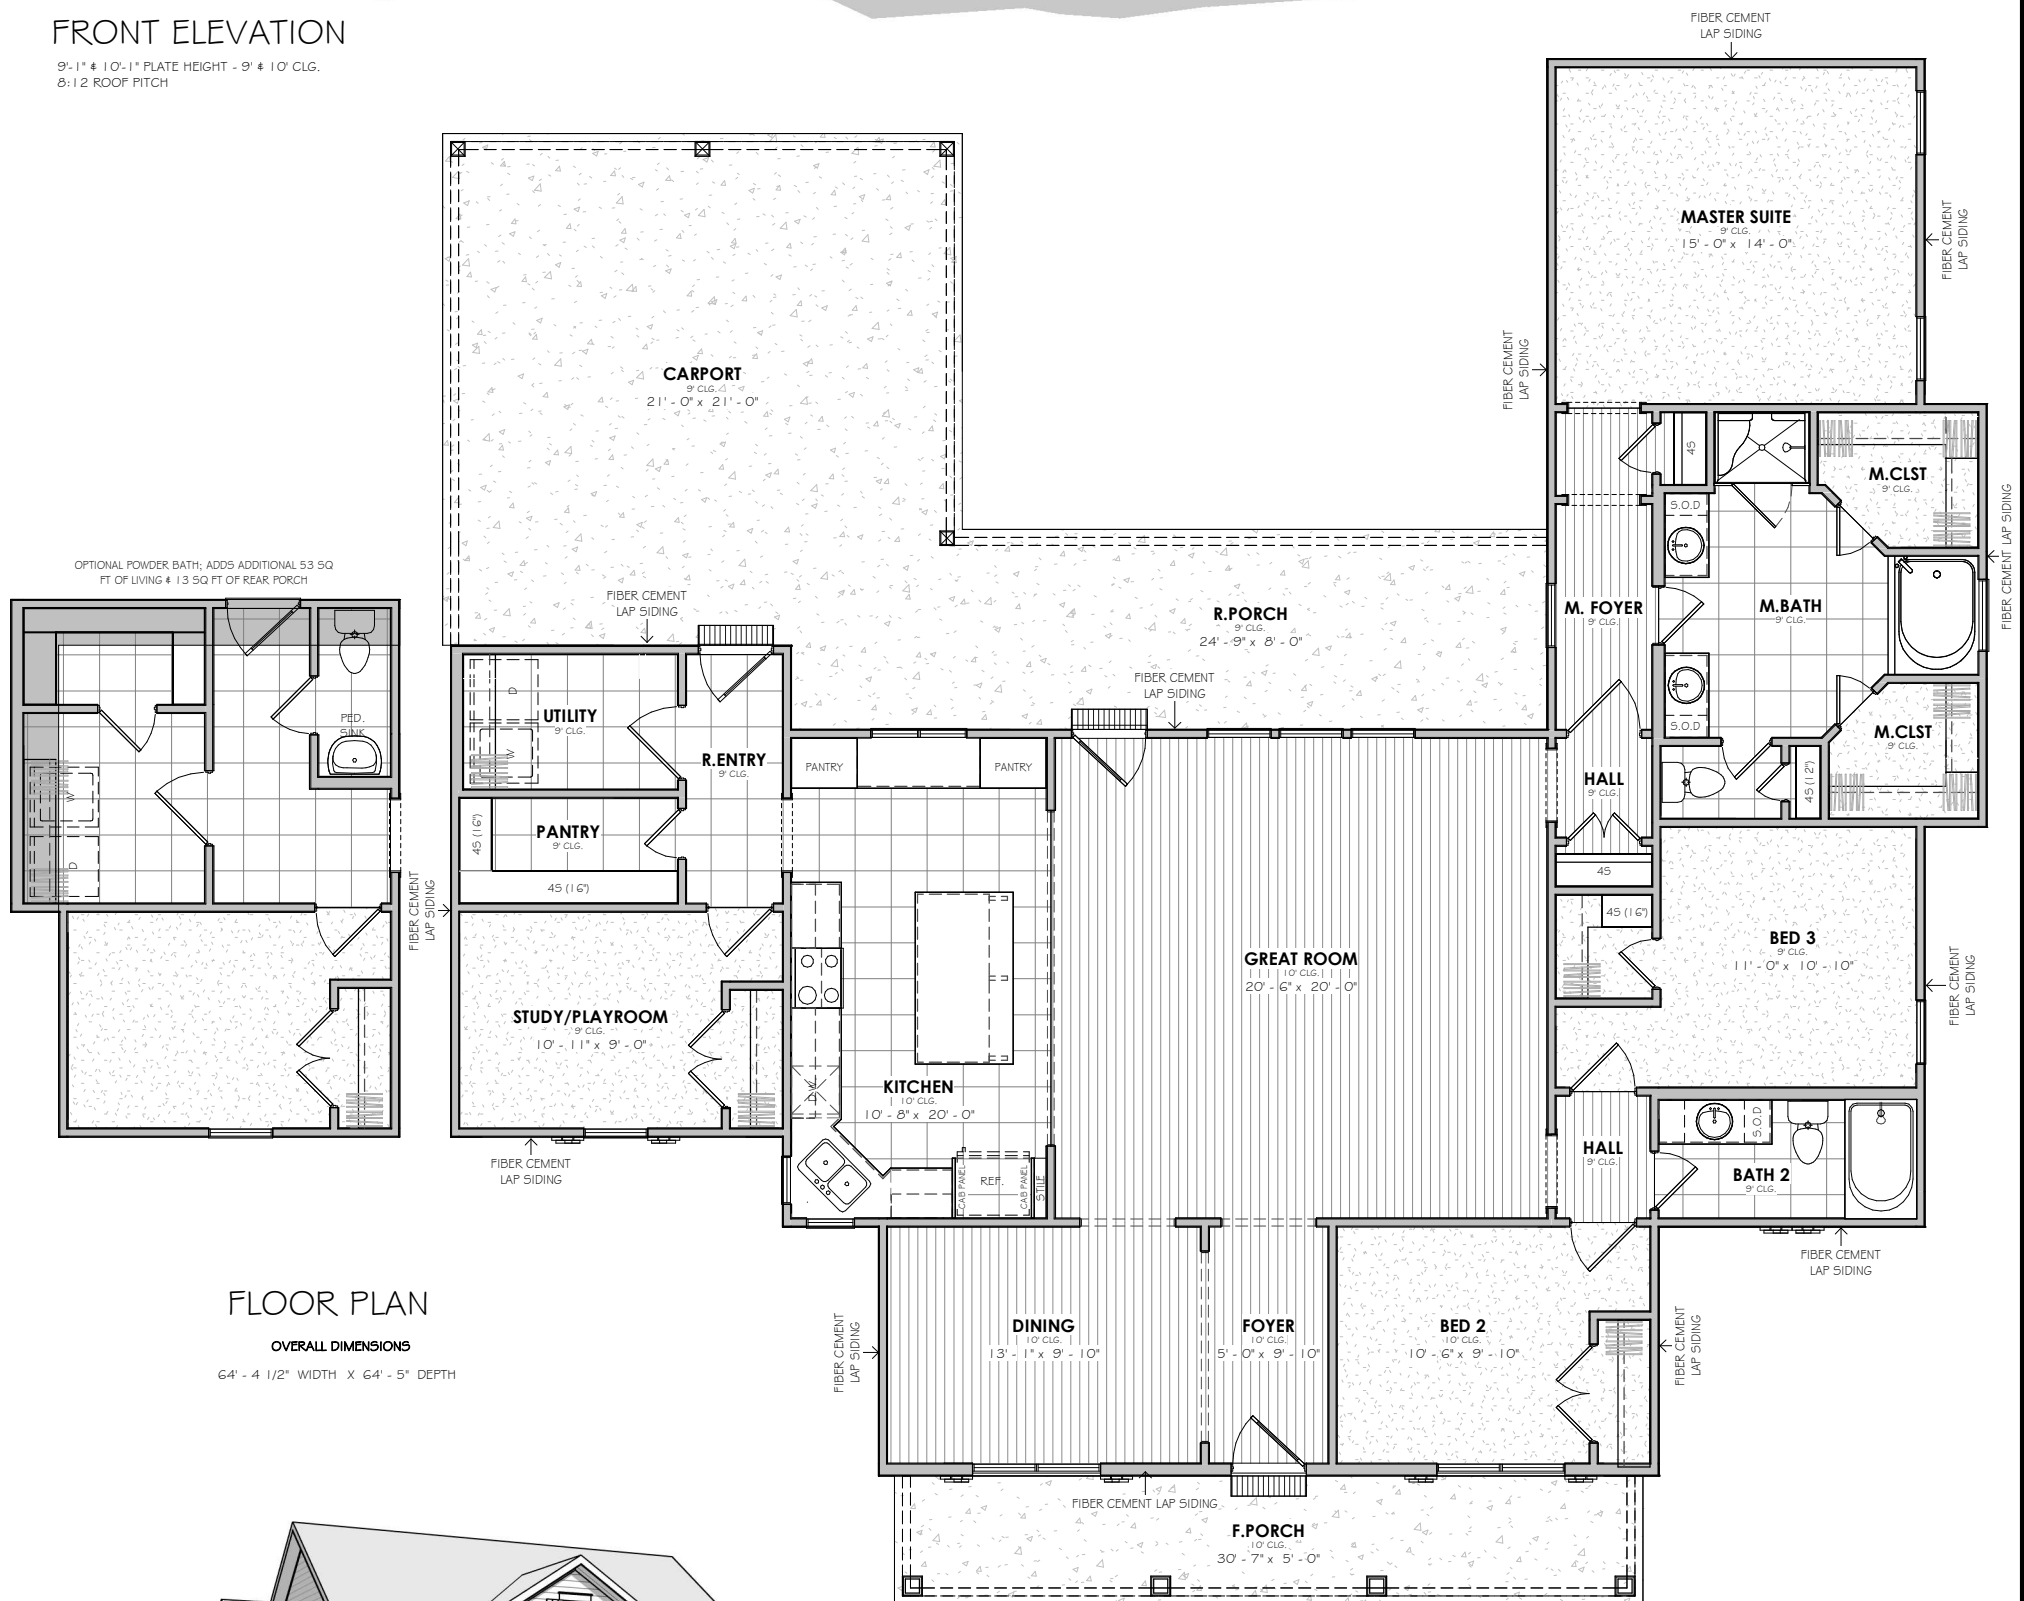 FRONT ELEVATION
9'-1" & 10'-1" PLATE HEIGHT - 9' & 10' CLG.
8:12 ROOF PITCH
FIBER CEMENT
LAP SIDING
MASTER SUITE
9' CLG.
15' - 0" x 14' - 0"
FIBER CEMENT
LAP SIDING
FIBER CEMENT
LAP SIDING
CARPORT
9' CLG.
21' - 0" x 21' - 0"
4S
M.CLST
9' CLG.
S.O.D
FIBER CEMENT LAP SIDING
OPTIONAL POWDER BATH; ADDS ADDITIONAL 53 SQ
FT OF LIVING & 13 SQ FT OF REAR PORCH
FIBER CEMENT
LAP SIDING
R.PORCH
9' CLG.
24' - 9" x 8' - 0"
M. FOYER
9' CLG.
M.BATH
9' CLG.
FIBER CEMENT
LAP SIDING
PED.
SINK
D
W
UTILITY
9' CLG.
R.ENTRY
9' CLG.
S.O.D
M.CLST
9' CLG.
PANTRY
PANTRY
HALL
9' CLG.
4S (12")
W
D
4S (16")
PANTRY
9' CLG.
4S (16")
4S
4S (16")
FIBER CEMENT
LAP SIDING
BED 3
9' CLG.
11' - 0" x 10' - 10"
GREAT ROOM
10' CLG.
20' - 6" x 20' - 0"
FIBER CEMENT
LAP SIDING
STUDY/PLAYROOM
9' CLG.
10' - 11" x 9' - 0"
D.W.
KITCHEN
10' CLG.
10' - 8" x 20' - 0"
S.O.D
HALL
9' CLG.
BATH 2
9' CLG.
FIBER CEMENT
LAP SIDING
CAB PANEL
REF.
CAB PANEL
STILE
FIBER CEMENT
LAP SIDING
FLOOR PLAN
OVERALL DIMENSIONS
64' - 4 1/2" WIDTH X 64' - 5" DEPTH
FIBER CEMENT
LAP SIDING
DINING
10' CLG.
13' - 1" x 9' - 10"
FOYER
10' CLG.
5' - 0" x 9' - 10"
BED 2
10' CLG.
10' - 6" x 9' - 10"
FIBER CEMENT
LAP SIDING
FIBER CEMENT LAP SIDING
F.PORCH
10' CLG.
30' - 7" x 5' - 0"